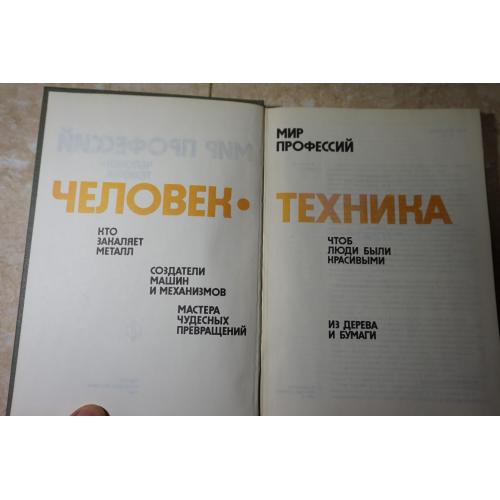 МИР
ПРОФЕССИЙ
ЧЕЛОВЕК • ТЕХНИКА
КТО
ЗАКАЛЯЕТ
МЕТАЛЛ
СОЗДАТЕЛИ
МАШИН
И МЕХАНИЗМОВ
МАСТЕРА
ЧУДЕСНЫХ
ПРЕВРАЩЕНИЙ
ЧТОБ
ЛЮДИ БЫЛИ
КРАСИВЫМИ
ИЗ ДЕРЕВА
И БУМАГИ